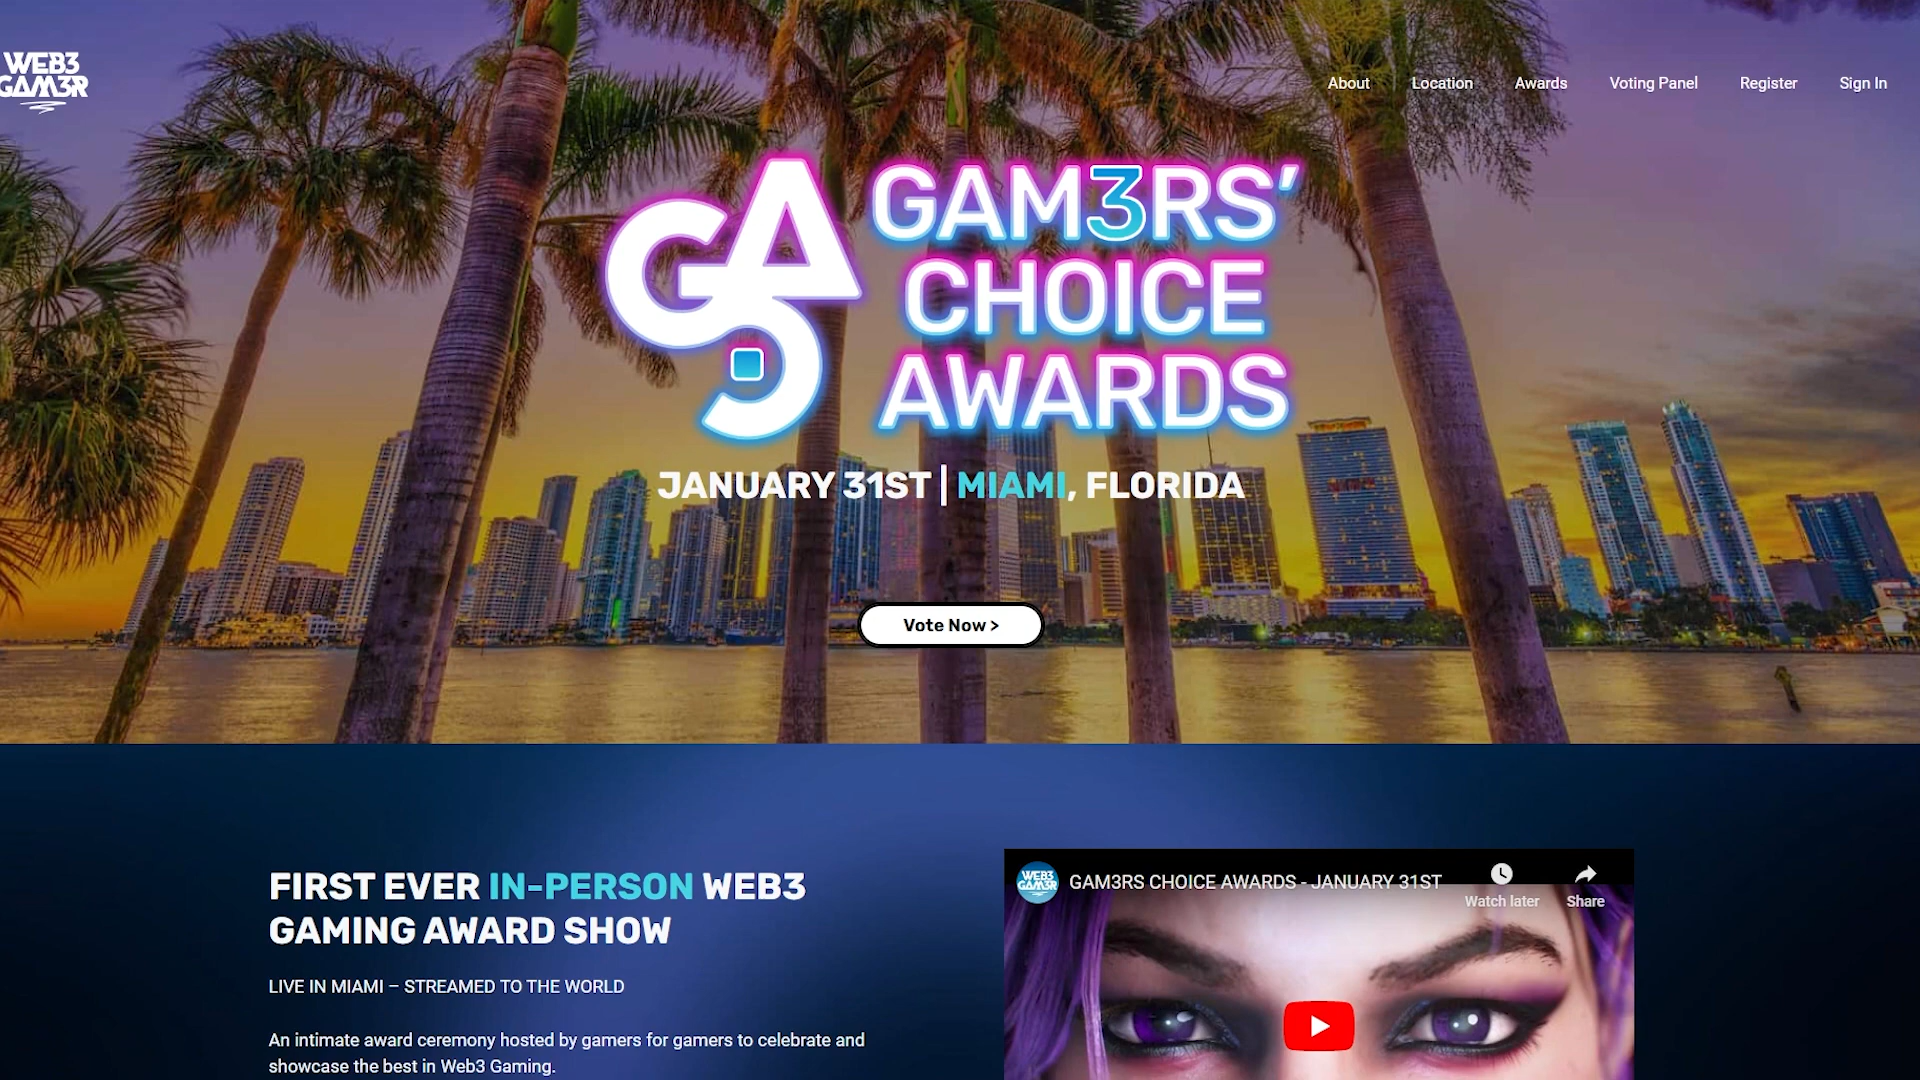 WEB3
GAM3R
About
Location
Awards
Voting Panel
Register
Sign In
GAM3RS'
CHOICE
AWARDS
JANUARY 31ST | MIAMI, FLORIDA
Vote Now >
FIRST EVER IN-PERSON WEB3
GAMING AWARD SHOW
LIVE IN MIAMI – STREAMED TO THE WORLD
An intimate award ceremony hosted by gamers for gamers to celebrate and
showcase the best in Web3 Gaming.
WEB3
GAM3R
GAM3RS CHOICE AWARDS - JANUARY 31ST
Watch later
Share